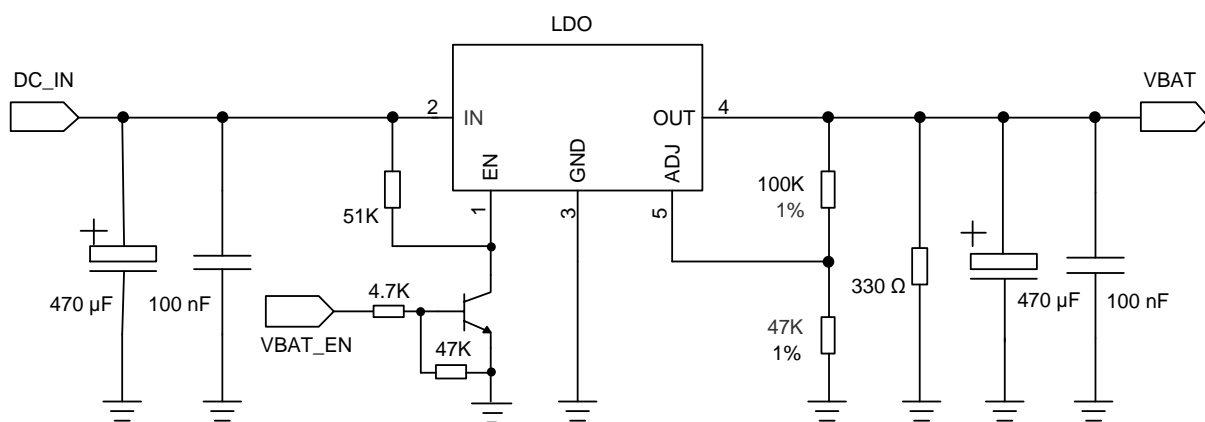 LDO
DC_IN
VBAT
2
IN
OUT
4
EN
GND
ADJ
1
3
5
51K
100K
1%
470 µF
100 nF
4.7K
VBAT_EN
47K
47K
1%
330 Ω
470 µF
100 nF